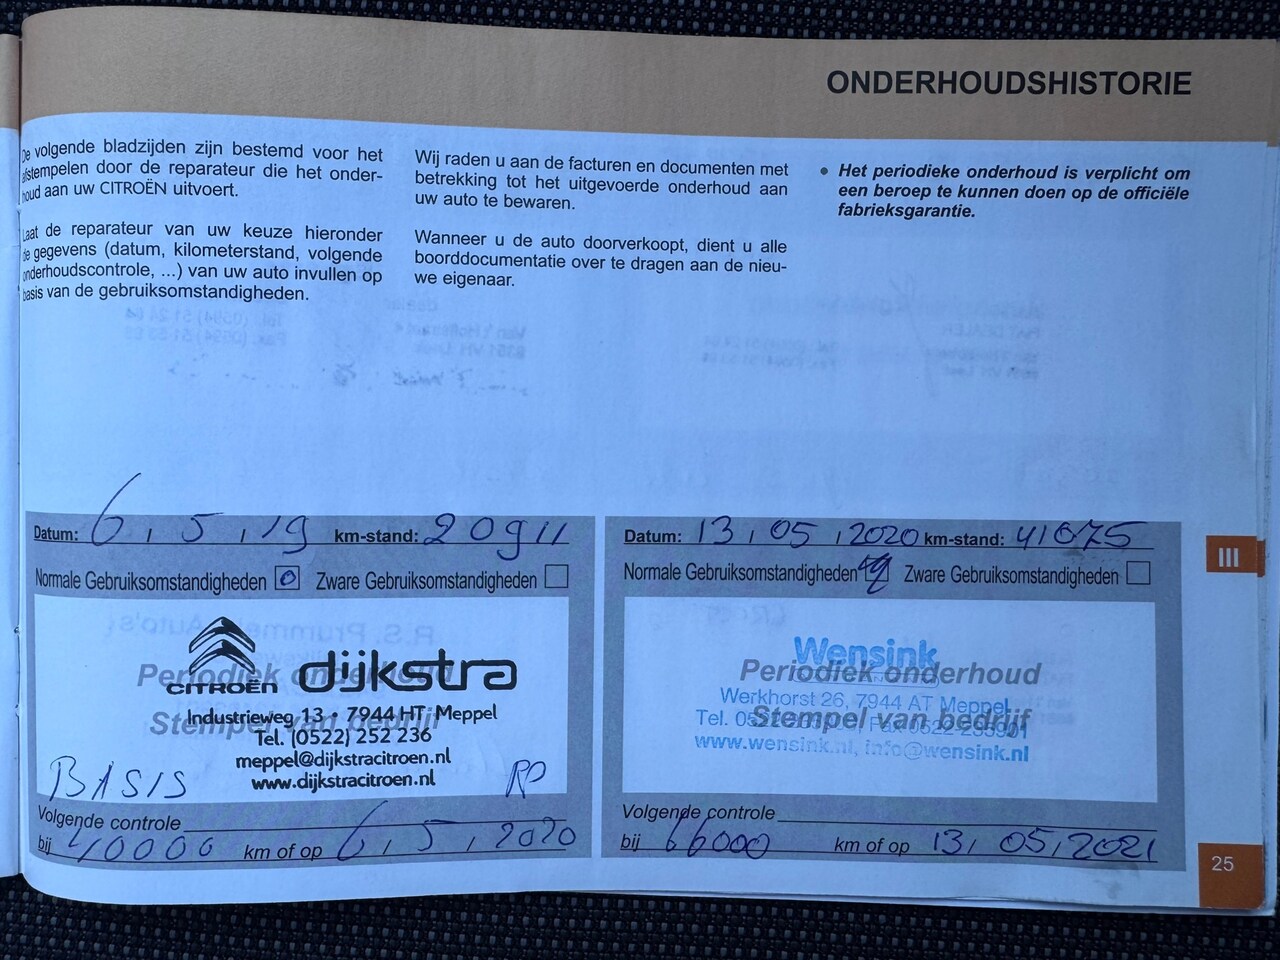 ONDERHOUDSHISTORIE
De volgende bladzijden zijn bestemd voor het
afstempelen door de reparateur die het onder-
houd aan uw CITROËN uitvoert.
Laat de reparateur van uw keuze hieronder
de gegevens (datum, kilometerstand, volgende
onderhoudscontrole, ...) van uw auto invullen op
basis van de gebruiksomstandigheden.
Wij raden u aan de facturen en documenten met
betrekking tot het uitgevoerde onderhoud aan
uw auto te bewaren.
Wanneer u de auto doorverkoopt, dient u alle
boorddocumentatie over te dragen aan de nieu-
we eigenaar.
• Het periodieke onderhoud is verplicht om
een beroep te kunnen doen op de officiële
fabrieksgarantie.
Datum: 6, 5, 19 km-stand: 20911
Normale Gebruiksomstandigheden Zware Gebruiksomstandigheden
Periodiek onderhoud
Stempel van bedrijf
CITROËN dijkstra
Industrieweg 13 - 7944 HT Meppel
Tel. (0522) 252 236
meppel@dijkstracitroen.nl
www.dijkstracitroen.nl
BASIS
Volgende controle
bij 40000 km of op 6, 5, 2020
Datum: 13, 05, 2020 km-stand: 41675
Normale Gebruiksomstandigheden Zware Gebruiksomstandigheden
Wensink
Periodiek onderhoud
Werkhorst 26, 7944 AT Meppel
Stempel van bedrijf
www.wensink.nl, info@wensink.nl
Volgende controle
bij 66000 km of op 13, 05, 2021
III
25